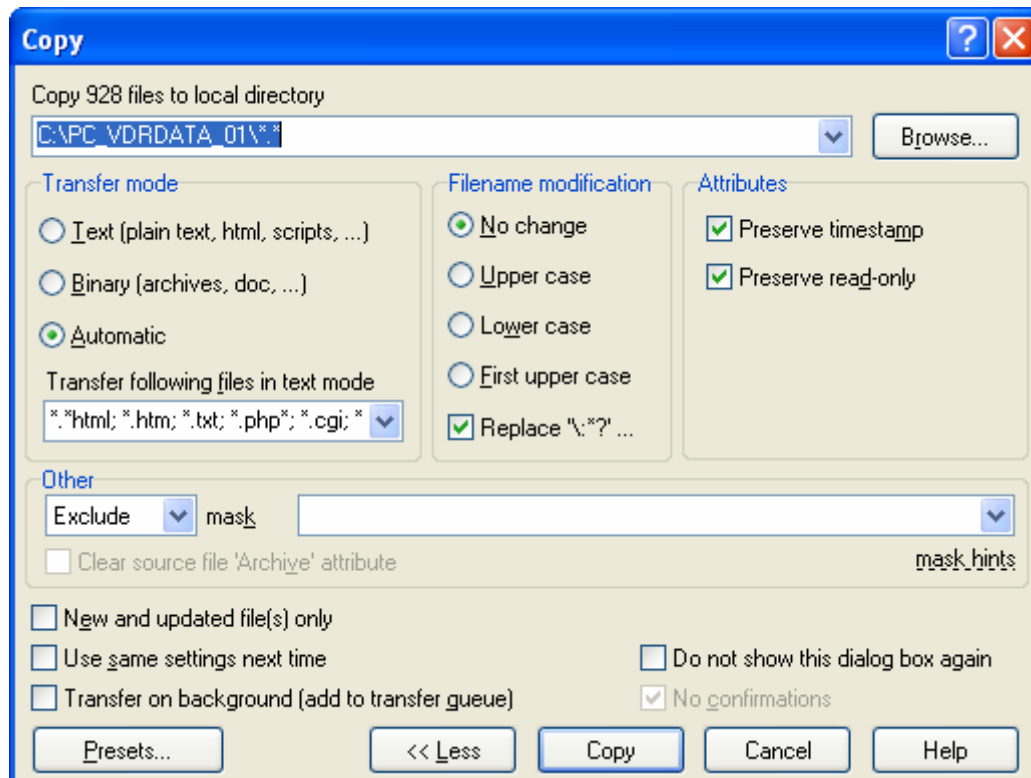 Copy
Copy 928 files to local directory
C:\PC_VDRDATA_01\*.*
Browse...
Transfer mode
Text (plain text, html, scripts, ...)
Binary (archives, doc, ...)
Automatic
Transfer following files in text mode
*.*html; *.htm; *.txt; *.php*; *.cgi; *
Filename modification
No change
Upper case
Lower case
First upper case
Replace '\:*?' ...
Attributes
Preserve timestamp
Preserve read-only
Other
Exclude mask
Clear source file 'Archive' attribute
mask hints
New and updated file(s) only
Use same settings next time
Do not show this dialog box again
Transfer on background (add to transfer queue)
No confirmations
Presets... << Less Copy Cancel Help